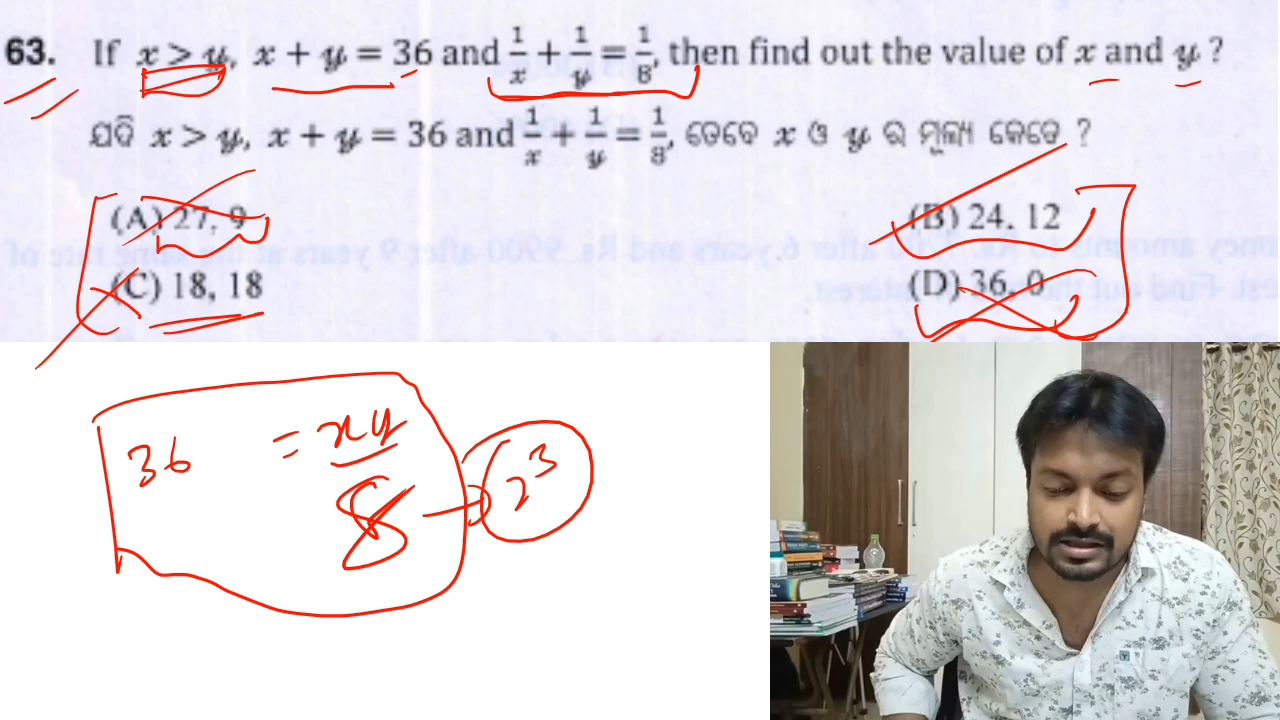 63. If x > y, x + y = 36 and 1/x + 1/y = 1/8, then find out the value of x and y ?
ଯଦି x > y, x + y = 36 and 1/x + 1/y = 1/8, ତେବେ x ଓ y ର ମୂଲ୍ୟ କେତେ ?
(A) 27, 9 (B) 24, 12
(C) 18, 18 (D) 36, 0
36 = xy/8 → 2³